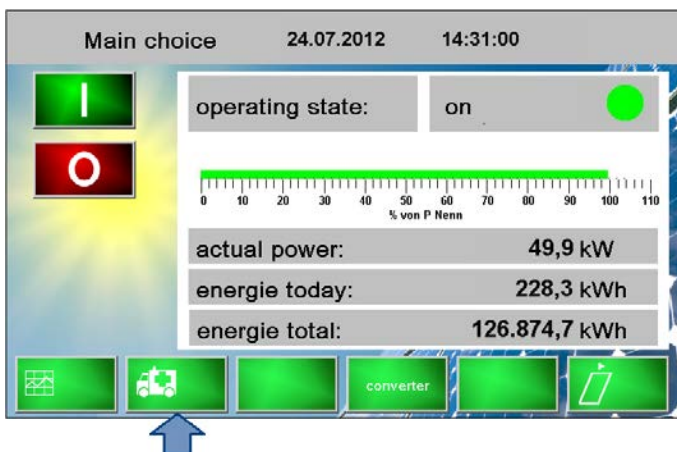 Main choice 24.07.2012 14:31:00
I
operating state: on
O
0 10 20 30 40 50 60 70 80 90 100 110
% von P Nenn
actual power: 49,9 kW
energie today: 228,3 kWh
energie total: 126.874,7 kWh
converter